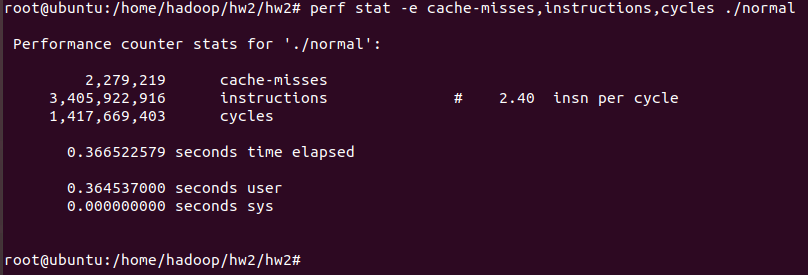 root@ubuntu:/home/hadoop/hw2/hw2# perf stat -e cache-misses,instructions,cycles ./normal
Performance counter stats for './normal':
2,279,219 cache-misses
3,405,922,916 instructions # 2.40 insn per cycle
1,417,669,403 cycles
0.366522579 seconds time elapsed
0.364537000 seconds user
0.000000000 seconds sys
root@ubuntu:/home/hadoop/hw2/hw2#